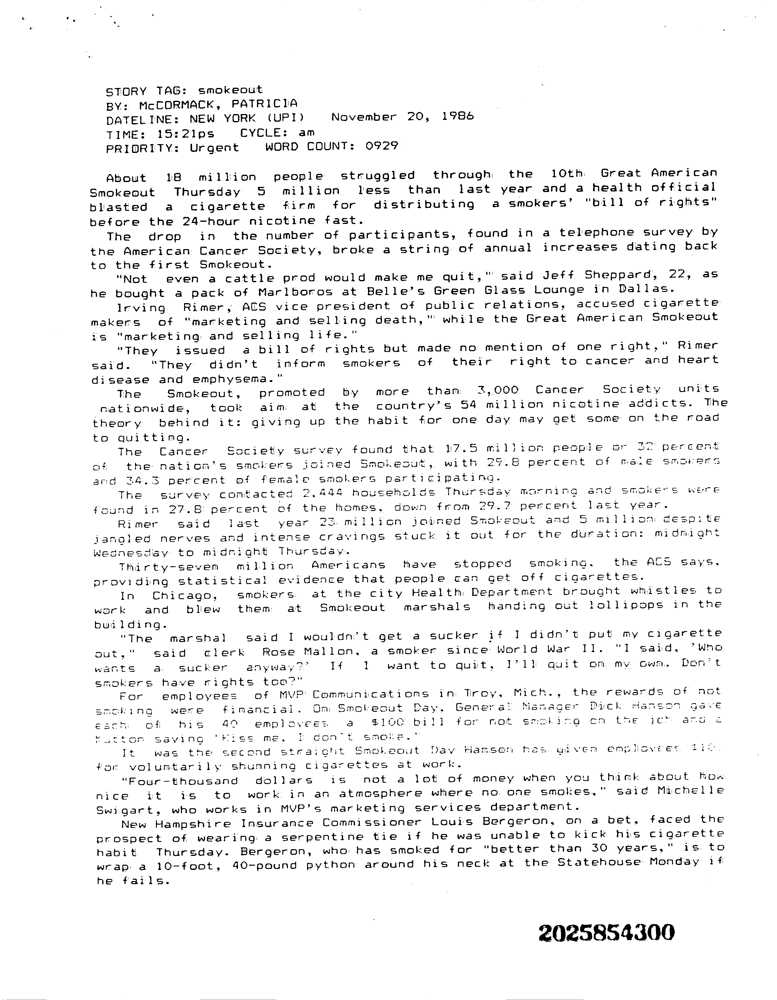 STORY TAG: smokeout
BY: McCORMACK, PATRICIA
DATELINE: NEW YORK (UPI)   November 20, 1986
TIME: 15:21ps   CYCLE: am
PRIORITY: Urgent   WORD COUNT: 0929
About 18 million people struggled through the 10th Great American
Smokeout Thursday 5 million less than last year and a health official
blasted a cigarette firm for distributing a smokers' "bill of rights"
before the 24-hour nicotine fast.
The drop in the number of participants, found in a telephone survey by
the American Cancer Society, broke a string of annual increases dating back
to the first Smokeout.
"Not even a cattle prod would make me quit," said Jeff Sheppard, 22, as
he bought a pack of Marlboros at Belle's Green Glass Lounge in Dallas.
Irving Rimer, ACS vice president of public relations, accused cigarette
makers of "marketing and selling death," while the Great American Smokeout
is "marketing and selling life."
"They issued a bill of rights but made no mention of one right," Rimer
said. "They didn't inform smokers of their right to cancer and heart
disease and emphysema."
The Smokeout, promoted by more than 3,000 Cancer Society units
nationwide, took aim at the country's 54 million nicotine addicts. The
theory behind it: giving up the habit for one day may get some on the road
to quitting.
The Cancer Society survey found that 17.5 million people or 32 percent
of the nation's smokers joined Smokeout, with 29.8 percent of male smokers
and 34.3 percent of female smokers participating.
The survey contacted 2,444 households Thursday morning and smokers were
found in 27.8 percent of the homes, down from 29.7 percent last year.
Rimer said last year 23 million joined Smokeout and 5 million despite
jangled nerves and intense cravings stuck it out for the duration: midnight
Wednesday to midnight Thursday.
Thirty-seven million Americans have stopped smoking, the ACS says,
providing statistical evidence that people can get off cigarettes.
In Chicago, smokers at the city Health Department brought whistles to
work and blew them at Smokeout marshals handing out lollipops in the
building.
"The marshal said I wouldn't get a sucker if I didn't put my cigarette
out," said clerk Rose Mallon, a smoker since World War II. "I said, 'Who
wants a sucker anyway?' If I want to quit, I'll quit on my own. Don't
smokers have rights too?"
For employees of MVP Communications in Troy, Mich., the rewards of not
smoking were financial. On Smokeout Day, General Manager Dick Hanson gave
each of his 40 employees a $100 bill for not smoking on the job and a
button saying 'Kiss me, I don't smoke.'
It was the second straight Smokeout Day Hanson has given employees $100
for voluntarily shunning cigarettes at work.
"Four-thousand dollars is not a lot of money when you think about how
nice it is to work in an atmosphere where no one smokes," said Michelle
Swigart, who works in MVP's marketing services department.
New Hampshire Insurance Commissioner Louis Bergeron, on a bet, faced the
prospect of wearing a serpentine tie if he was unable to kick his cigarette
habit Thursday. Bergeron, who has smoked for "better than 30 years," is to
wrap a 10-foot, 40-pound python around his neck at the Statehouse Monday if
he fails.
2025854300